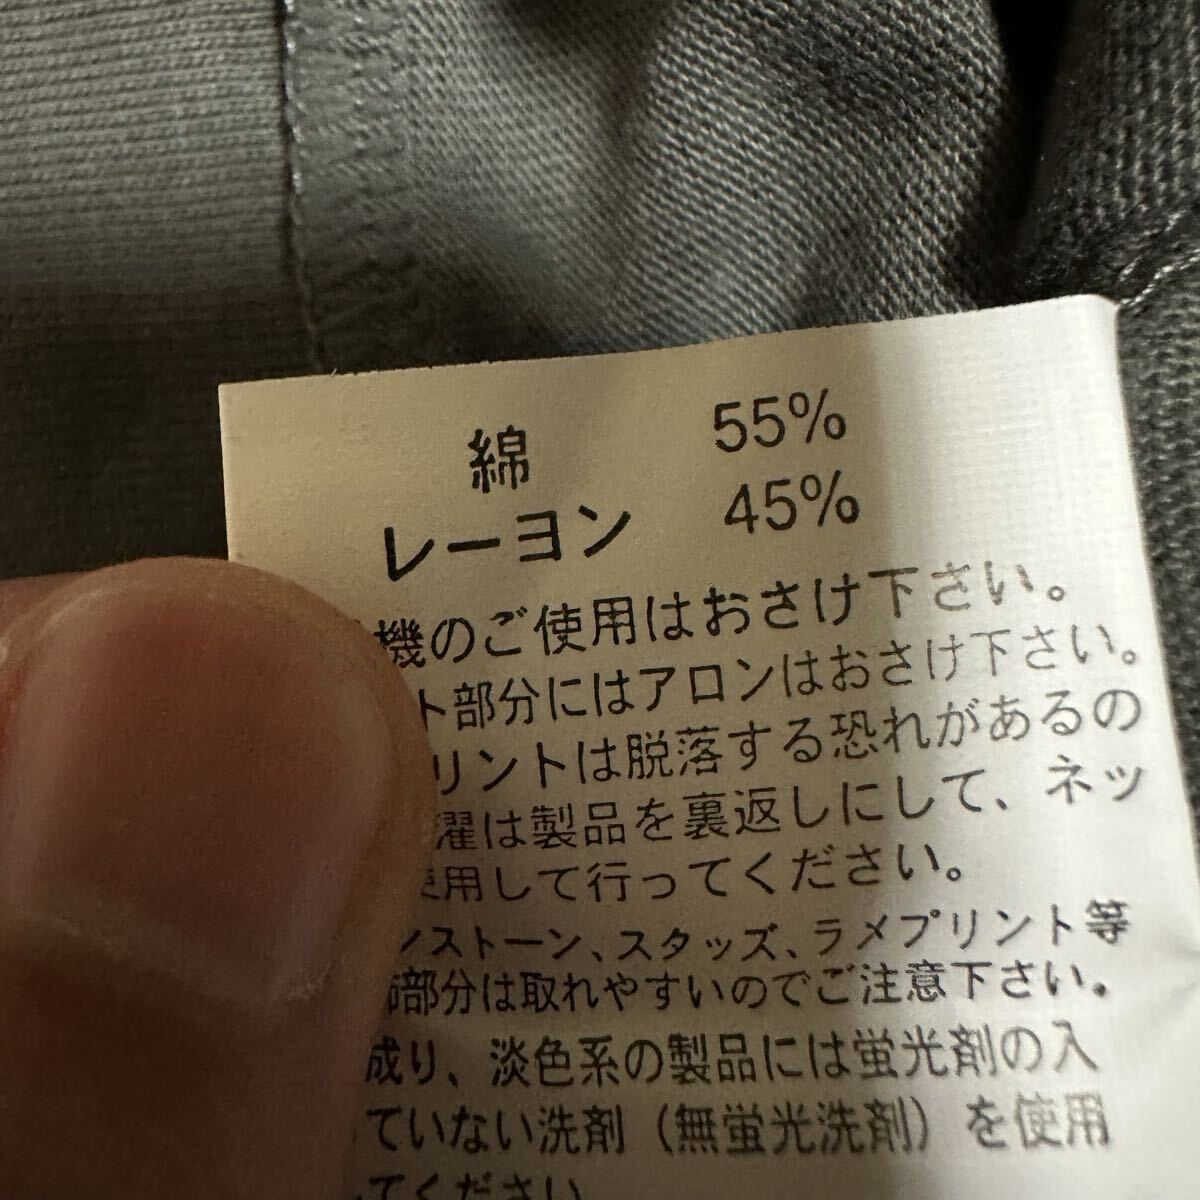 綿 55%
レーヨン 45%
機のご使用はおさけ下さい。
ト部分にはアロンはおさけ下さい。
リントは脱落する恐れがあるの
濯は製品を裏返しにして、ネッ
使用して行ってください。
ンストーン、スタッズ、ラメプリント等
飾部分は取れやすいのでご注意下さい。
成り、淡色系の製品には蛍光剤の入
っていない洗剤（無蛍光洗剤）を使用
てください